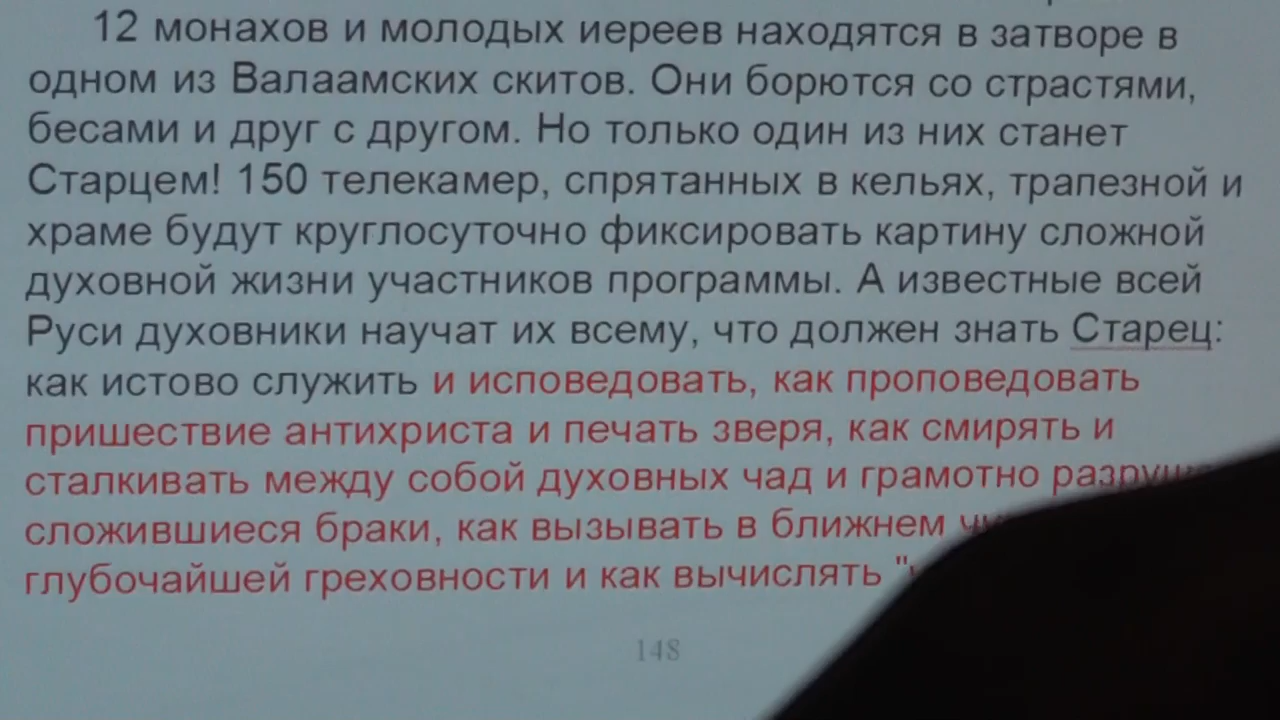 12 монахов и молодых иереев находятся в затворе в
одном из Валаамских скитов. Они борются со страстями,
бесами и друг с другом. Но только один из них станет
Старцем! 150 телекамер, спрятанных в кельях, трапезной и
храме будут круглосуточно фиксировать картину сложной
духовной жизни участников программы. А известные всей
Руси духовники научат их всему, что должен знать Старец:
как истово служить и исповедовать, как проповедовать
пришествие антихриста и печать зверя, как смирять и
сталкивать между собой духовных чад и грамотно
сложившиеся браки, как вызывать в ближнем
глубочайшей греховности и как вычислять
148